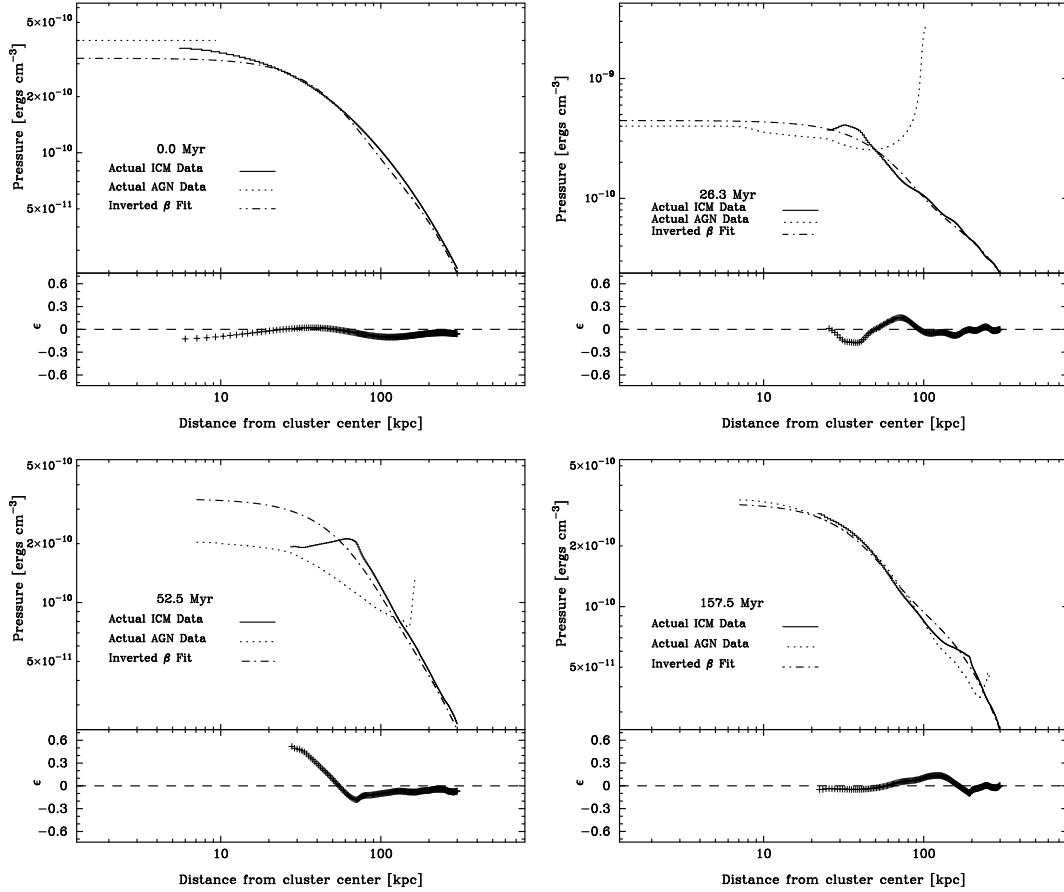 5×10⁻¹⁰
2×10⁻¹⁰
10⁻¹⁰
5×10⁻¹¹
Pressure [ergs cm⁻³]
0.0 Myr
Actual ICM Data
Actual AGN Data
Inverted β Fit
0.6
0.3
0
−0.3
−0.6
ϵ
10
100
Distance from cluster center [kpc]
10⁻⁹
10⁻¹⁰
Pressure [ergs cm⁻³]
26.3 Myr
Actual ICM Data
Actual AGN Data
Inverted β Fit
0.6
0.3
0
−0.3
−0.6
ϵ
10
100
Distance from cluster center [kpc]
5×10⁻¹⁰
2×10⁻¹⁰
10⁻¹⁰
5×10⁻¹¹
Pressure [ergs cm⁻³]
52.5 Myr
Actual ICM Data
Actual AGN Data
Inverted β Fit
0.6
0.3
0
−0.3
−0.6
ϵ
10
100
Distance from cluster center [kpc]
5×10⁻¹⁰
2×10⁻¹⁰
10⁻¹⁰
5×10⁻¹¹
Pressure [ergs cm⁻³]
157.5 Myr
Actual ICM Data
Actual AGN Data
Inverted β Fit
0.6
0.3
0
−0.3
−0.6
ϵ
10
100
Distance from cluster center [kpc]